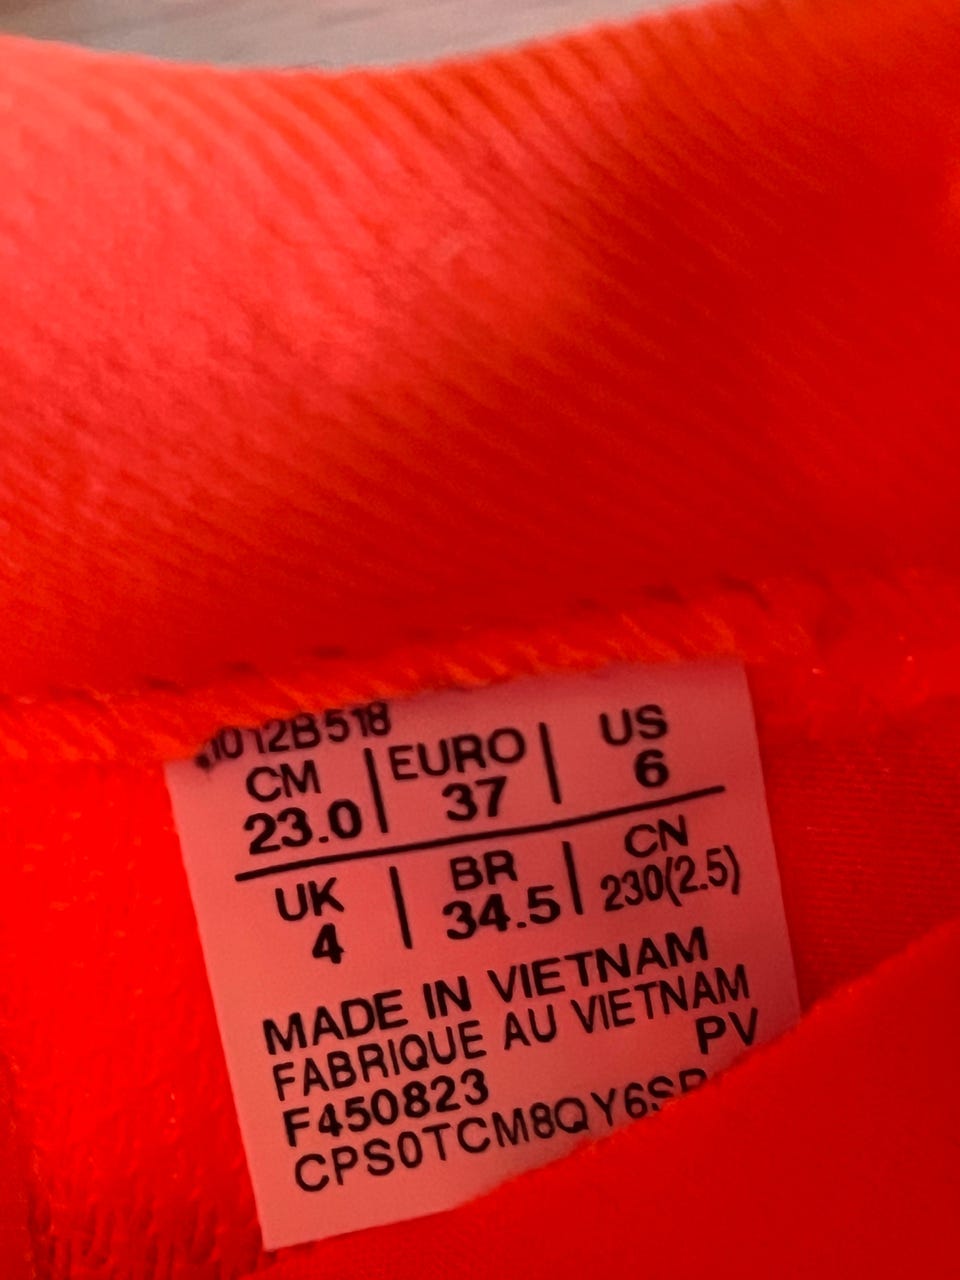 1012B518
CM | EURO | US
23.0 | 37 | 6
UK | BR | CN
4 | 34.5 | 230(2.5)
MADE IN VIETNAM
FABRIQUE AU VIETNAM
PV
F450823